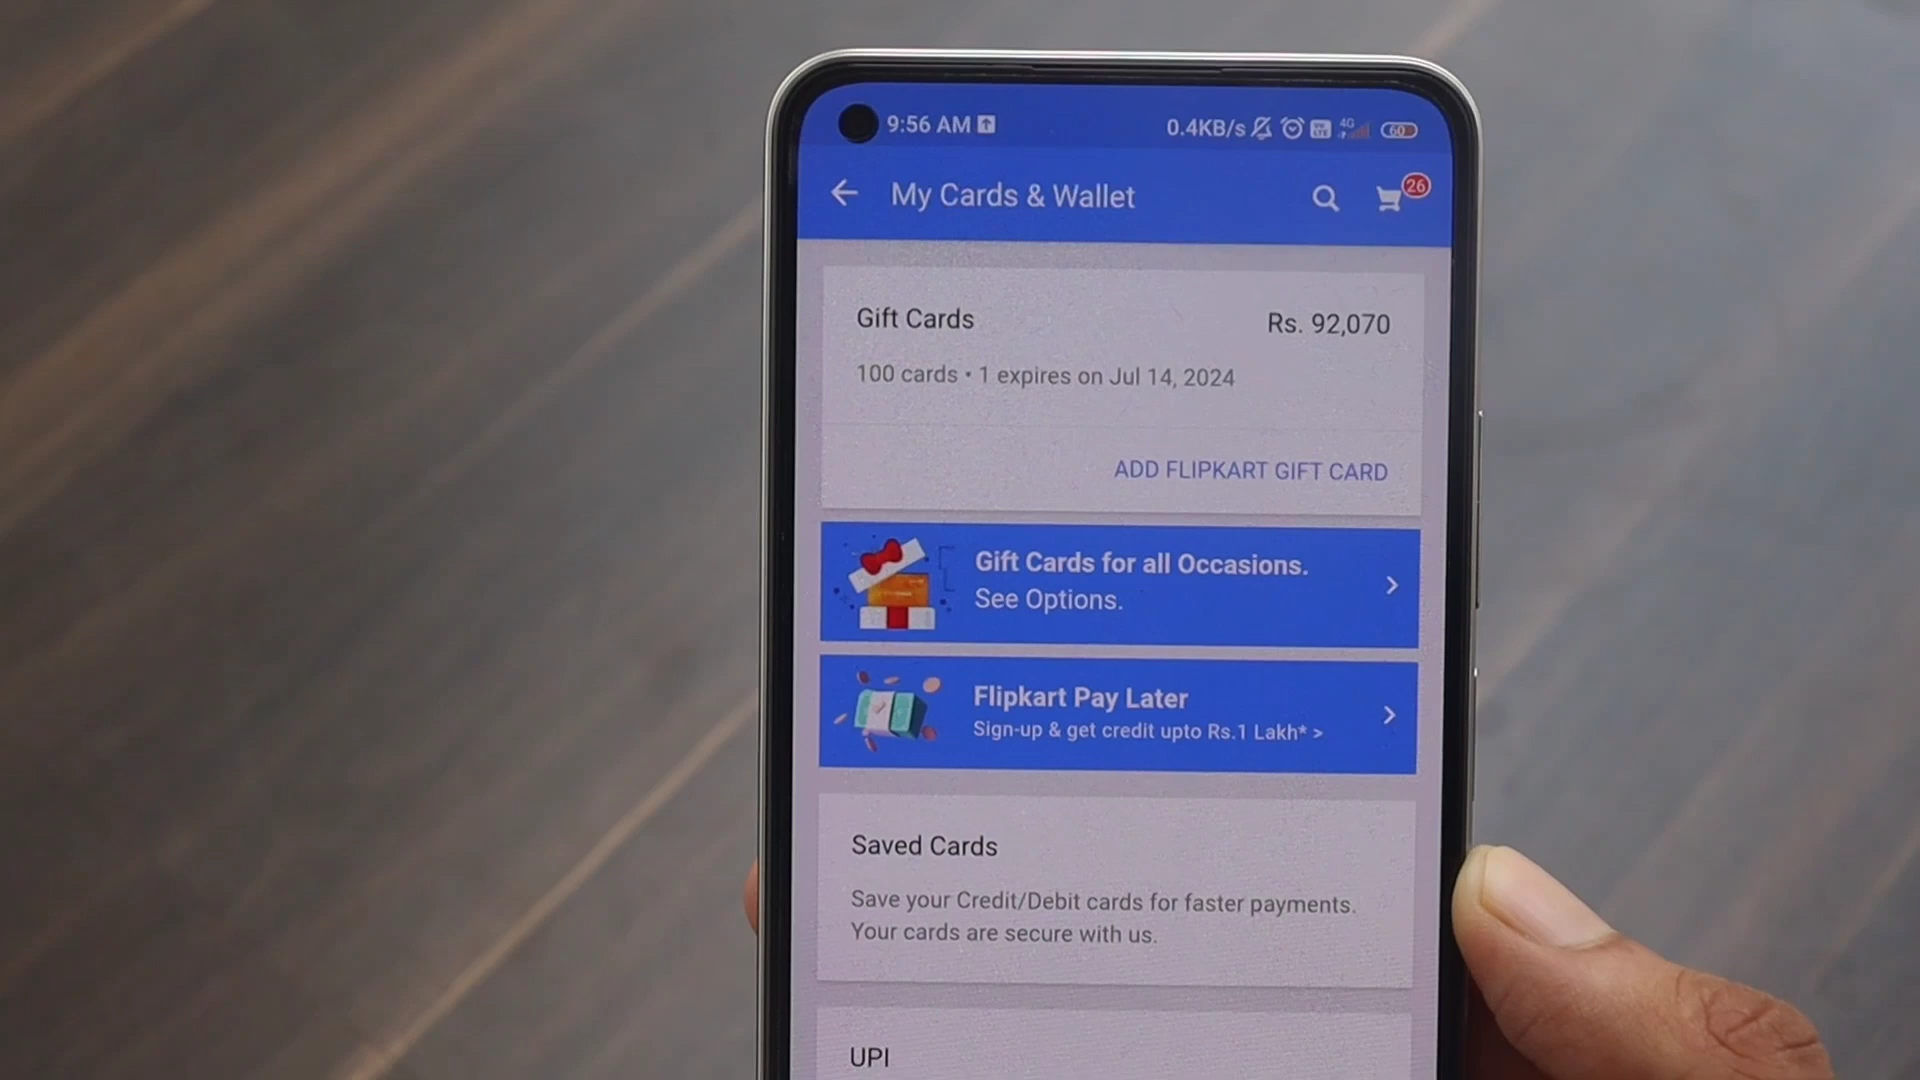 9:56 AM
0.4KB/s
4G
60
My Cards & Wallet
26
Gift Cards
Rs. 92,070
100 cards • 1 expires on Jul 14, 2024
ADD FLIPKART GIFT CARD
Gift Cards for all Occasions.
See Options.
Flipkart Pay Later
Sign-up & get credit upto Rs.1 Lakh* >
Saved Cards
Save your Credit/Debit cards for faster payments.
Your cards are secure with us.
UPI